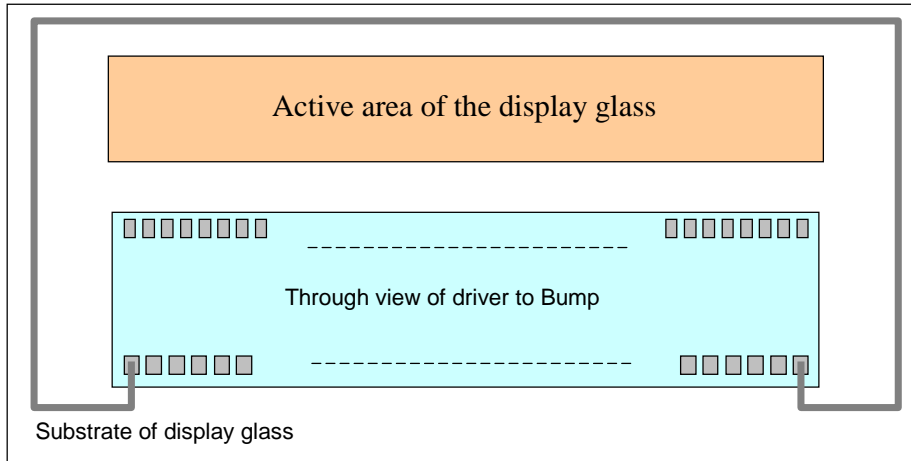 Active area of the display glass
Through view of driver to Bump
Substrate of display glass